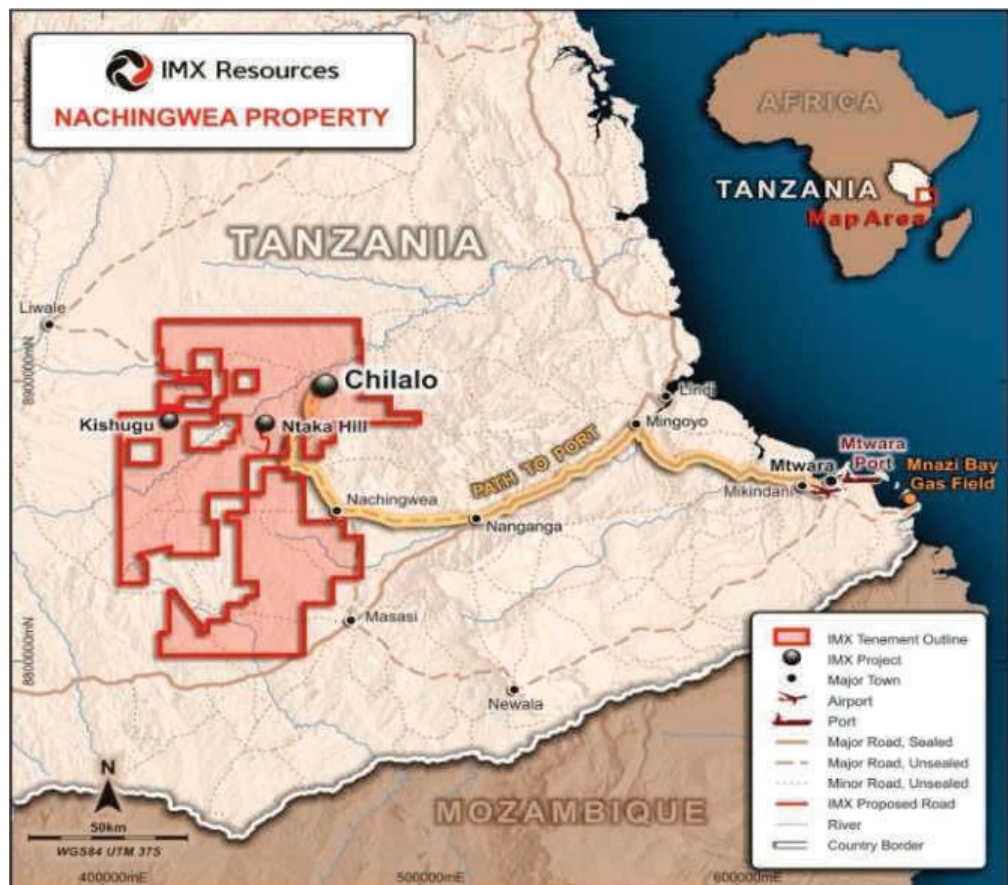 IMX Resources
NACHINGWEA PROPERTY
AFRICA
TANZANIA
Map Area
TANZANIA
Liwale
8900000mN
Chilalo
Kishugu
Ntaka Hill
Lindi
Mingoyo
PATH TO PORT
Mtwara
Mtwara
Port
Mnazi Bay
Gas Field
Mikindani
Nachingwea
Nanganga
Masasi
8800000mN
Newala
MOZAMBIQUE
N
50km
WGS84 UTM 37S
400000mE
500000mE
600000mE
IMX Tenement Outline
IMX Project
Major Town
Airport
Port
Major Road, Sealed
Major Road, Unsealed
Minor Road, Unsealed
IMX Proposed Road
River
Country Border